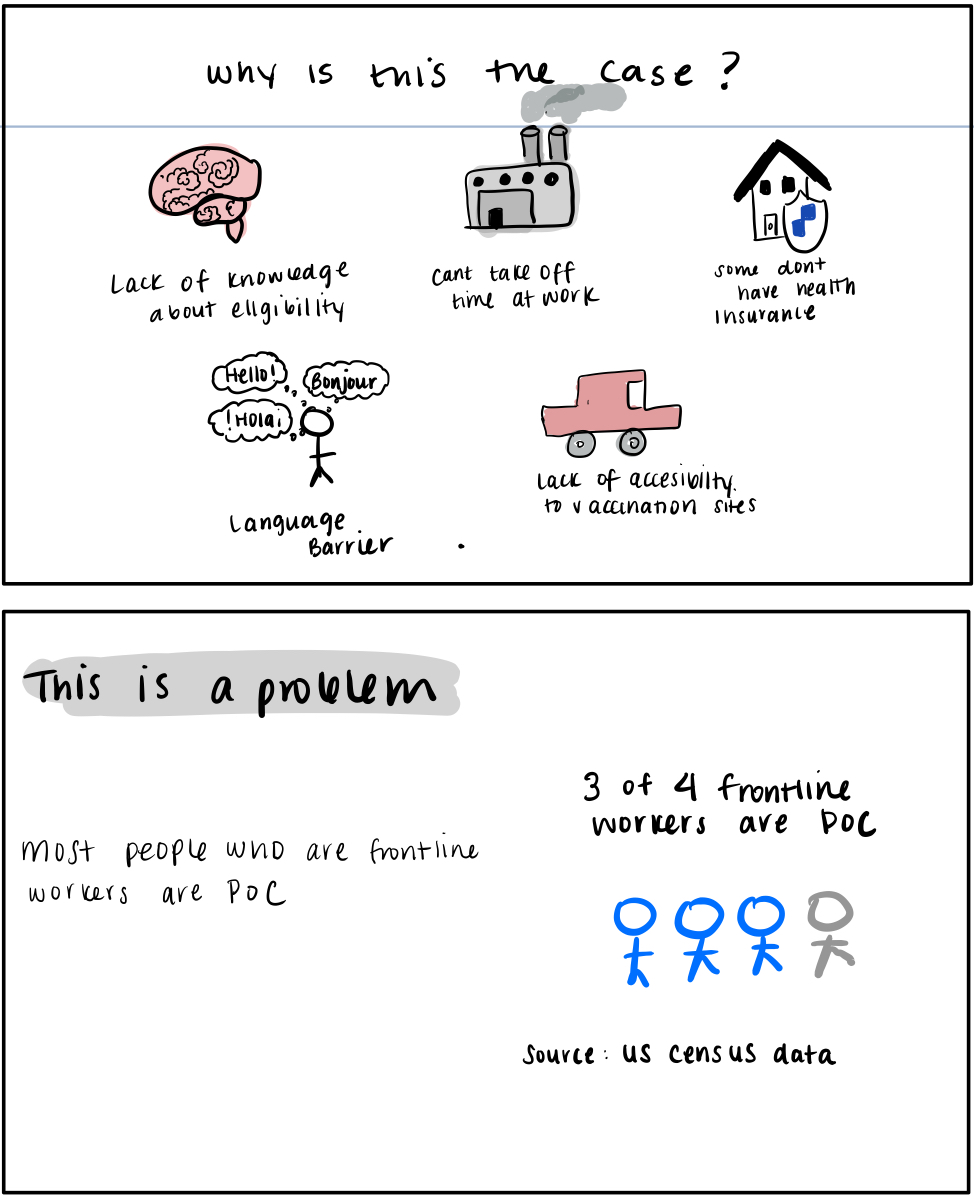 why is this the case?
Lack of knowledge
about eligibility
cant take off
time at work
some dont
have health
insurance
Hello!
Bonjour
!Hola¡
Language
Barrier
Lack of accesibilty.
to vaccination sites
This is a problem
most people who are frontline
workers are PoC
3 of 4 frontline
workers are POC
source: US census data